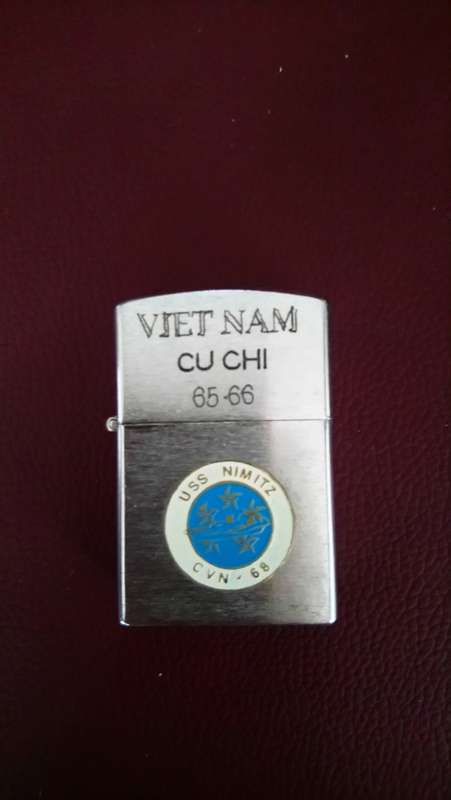 VIET NAM
CU CHI
65-66
USS NIMITZ
CVN-68